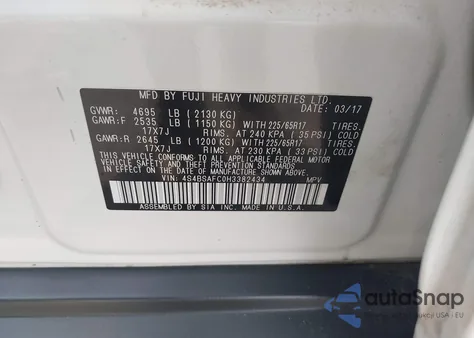 MFD BY FUJI HEAVY INDUSTRIES LTD.
DATE: 03/17
GVWR: 4695 LB (2130 KG)
GAWR:F 2535 LB (1150 KG) WITH 225/65R17 TIRES.
17X7J RIMS. AT 240 KPA (35 PSI) COLD
GAWR:R 2645 LB (1200 KG) WITH 225/65R17 TIRES.
17X7J RIMS. AT 230 KPA (33 PSI) COLD
THIS VEHICLE CONFORMS TO ALL APPLICABLE FEDERAL MOTOR
VEHICLE SAFETY AND THEFT PREVENTION STANDARDS
IN EFFECT ON THE DATE OF MANUFACTURE SHOWN ABOVE.
VIN: 4S4BSAFC0H3382434 MPV
ASSEMBLED BY SIA INC. MADE IN U.S.A.
autoSnap
USA - EU